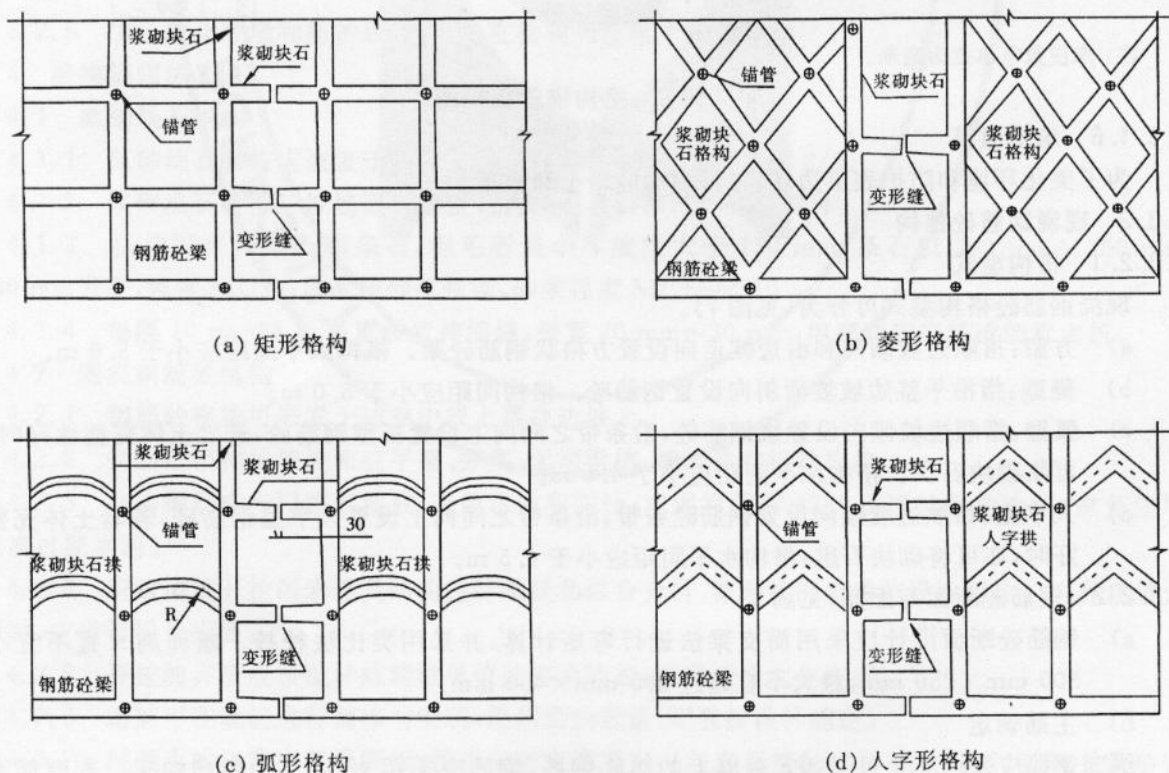 浆砌块石
浆砌块石
锚管
钢筋砼梁
变形缝
(a) 矩形格构
锚管
浆砌块石
浆砌块
石格构
浆砌块
石格构
变形缝
钢筋砼梁
(b) 菱形格构
浆砌块石
浆砌块石
30
锚管
浆砌块石拱
浆砌块石拱
R
变形缝
钢筋砼梁
(c) 弧形格构
浆砌块石
锚管
浆砌块石
人字拱
变形缝
钢筋砼梁
(d) 人字形格构